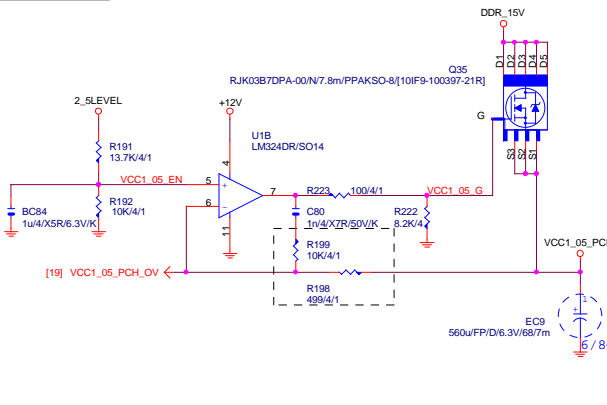 DDR_15V
D1 D2 D3 D4 D5
Q35
RJK03B7DPA-00/N/7.8m/PPAKSO-8/[10IF9-100397-21R]
G
S3 S2 S1
2_5LEVEL
+12V
U1B
LM324DR/SO14
R191
13.7K/4/1
4
VCC1_05_EN
5
+
7
6
-
11
R223
100/4/1
VCC1_05_G
BC84
1u/4/X5R/6.3V/K
R192
10K/4/1
C80
1n/4/X7R/50V/K
R222
8.2K/4
R199
10K/4/1
[19] VCC1_05_PCH_OV
R198
499/4/1
VCC1_05_PC
1
+
EC9
560u/FP/D/6.3V/68/7m
6/8